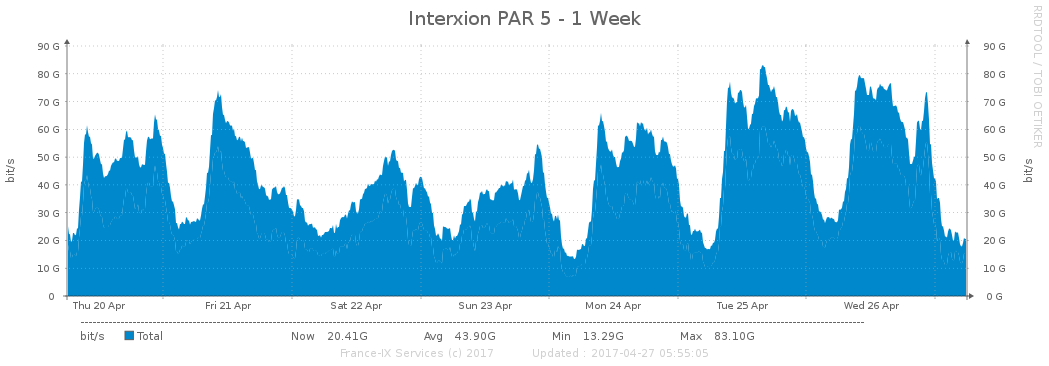 Interxion PAR 5 - 1 Week
RRDTOOL / TOBI OETIKER
90 G 90 G
80 G 80 G
70 G 70 G
60 G 60 G
50 G 50 G
40 G 40 G
30 G 30 G
20 G 20 G
10 G 10 G
0 0 G
bit/s
bit/s
Thu 20 Apr Fri 21 Apr Sat 22 Apr Sun 23 Apr Mon 24 Apr Tue 25 Apr Wed 26 Apr
bit/s Total Now 20.41G Avg 43.90G Min 13.29G Max 83.10G
France-IX Services (c) 2017 Updated : 2017-04-27 05:55:05